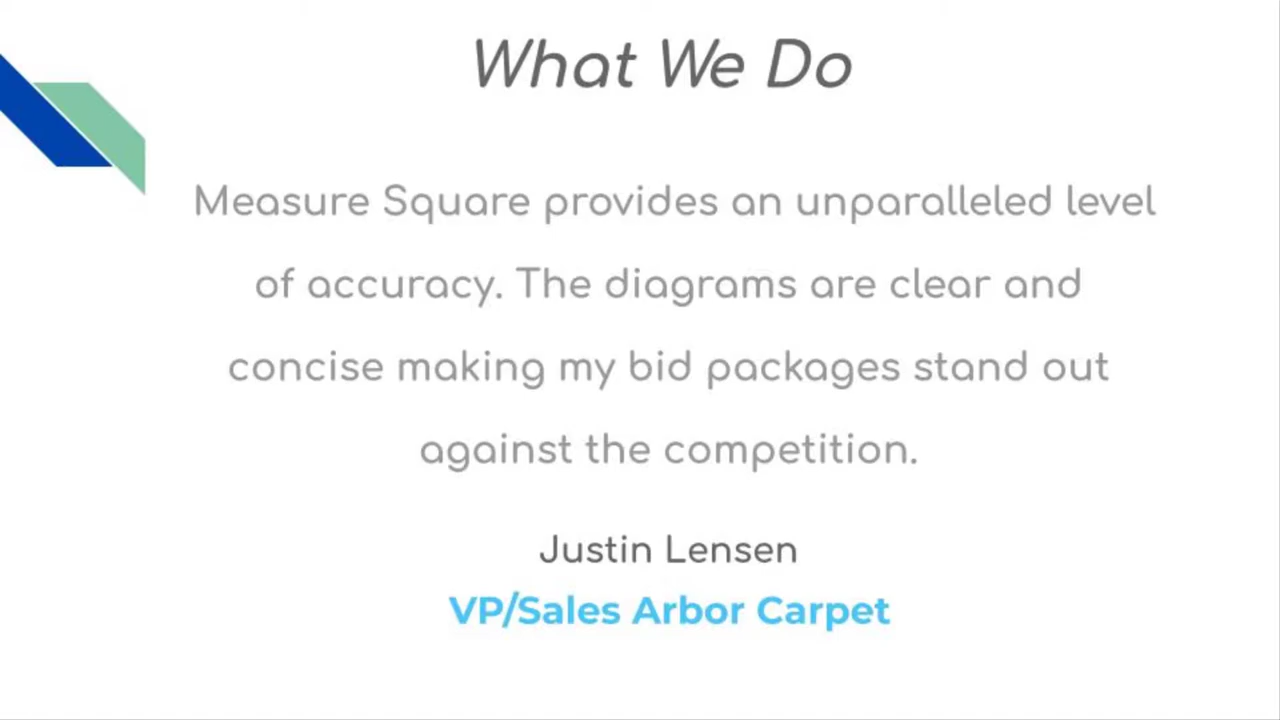 What We Do
Measure Square provides an unparalleled level
of accuracy. The diagrams are clear and
concise making my bid packages stand out
against the competition.
Justin Lensen
VP/Sales Arbor Carpet